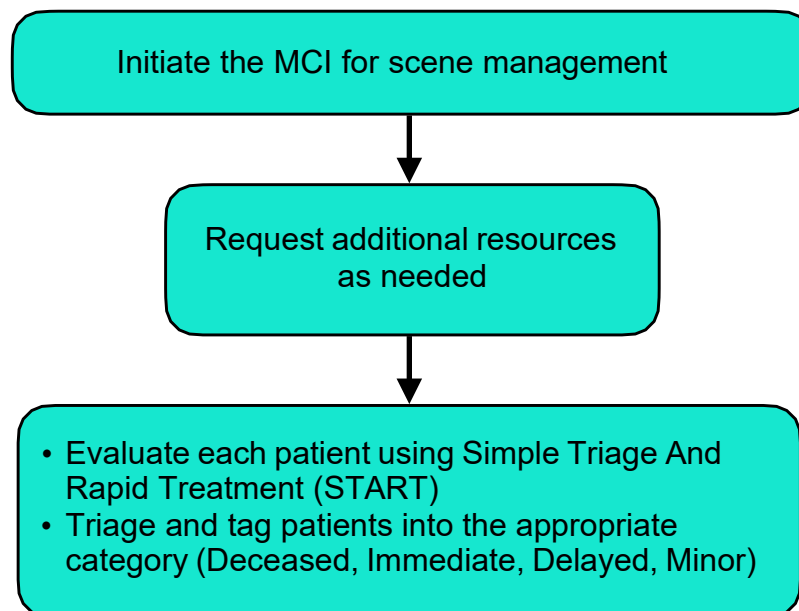 Initiate the MCI for scene management
Request additional resources
as needed
• Evaluate each patient using Simple Triage And
Rapid Treatment (START)
• Triage and tag patients into the appropriate
category (Deceased, Immediate, Delayed, Minor)